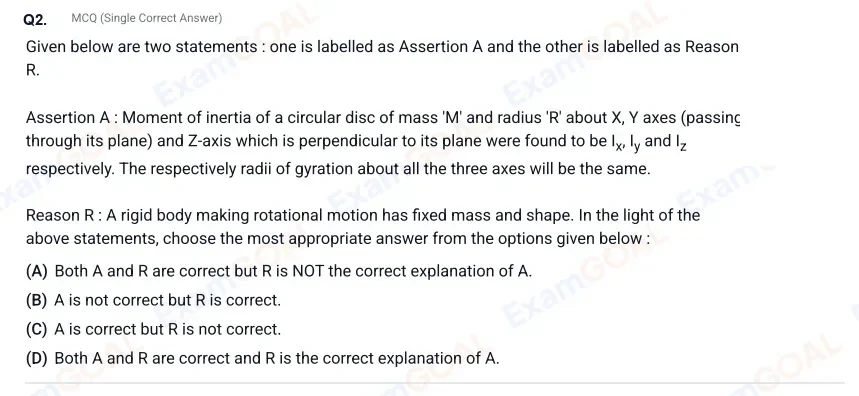 Q2. MCQ (Single Correct Answer)
Given below are two statements : one is labelled as Assertion A and the other is labelled as Reason
R.
Assertion A : Moment of inertia of a circular disc of mass 'M' and radius 'R' about X, Y axes (passing
through its plane) and Z-axis which is perpendicular to its plane were found to be Iₓ, Iᵧ and I_z
respectively. The respectively radii of gyration about all the three axes will be the same.
Reason R : A rigid body making rotational motion has fixed mass and shape. In the light of the
above statements, choose the most appropriate answer from the options given below :
(A) Both A and R are correct but R is NOT the correct explanation of A.
(B) A is not correct but R is correct.
(C) A is correct but R is not correct.
(D) Both A and R are correct and R is the correct explanation of A.